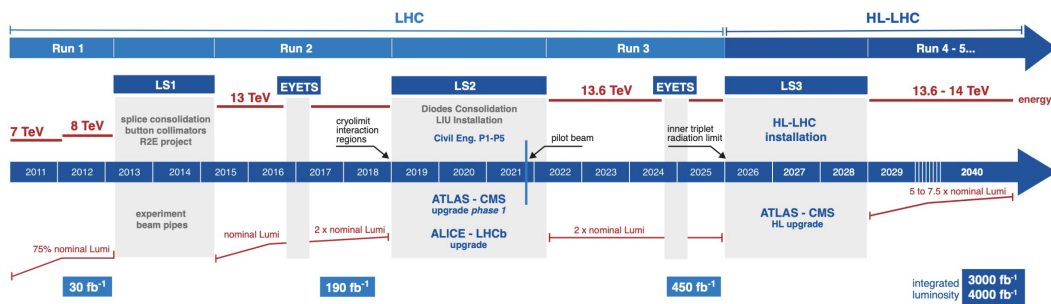 LHC
HL-LHC
Run 1
Run 2
Run 3
Run 4 - 5...
LS1
EYETS
LS2
EYETS
LS3
13 TeV
13.6 TeV
13.6 - 14 TeV
energy
7 TeV
8 TeV
splice consolidation
button collimators
R2E project
cryolimit
interaction
regions
Diodes Consolidation
LIU Installation
Civil Eng. P1-P5
pilot beam
inner triplet
radiation limit
HL-LHC
installation
2011
2012
2013
2014
2015
2016
2017
2018
2019
2020
2021
2022
2023
2024
2025
2026
2027
2028
2029
2040
5 to 7.5 x nominal Lumi
experiment
beam pipes
ATLAS - CMS
upgrade phase 1
ALICE - LHCb
upgrade
ATLAS - CMS
HL upgrade
75% nominal Lumi
nominal Lumi
2 x nominal Lumi
2 x nominal Lumi
30 fb⁻¹
190 fb⁻¹
450 fb⁻¹
integrated
luminosity
3000 fb⁻¹
4000 fb⁻¹